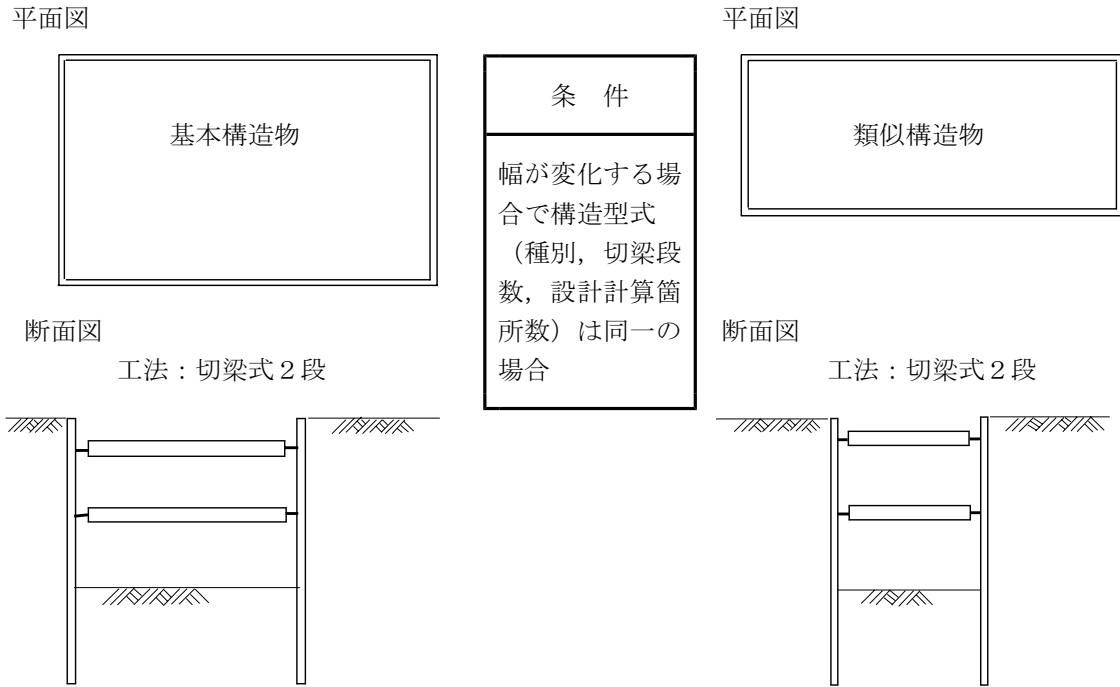 平面図
基本構造物
断面図
工法：切梁式２段
条　件
幅が変化する場
合で構造型式
（種別，切梁段
数，設計計算箇
所数）は同一の
場合
平面図
類似構造物
断面図
工法：切梁式２段